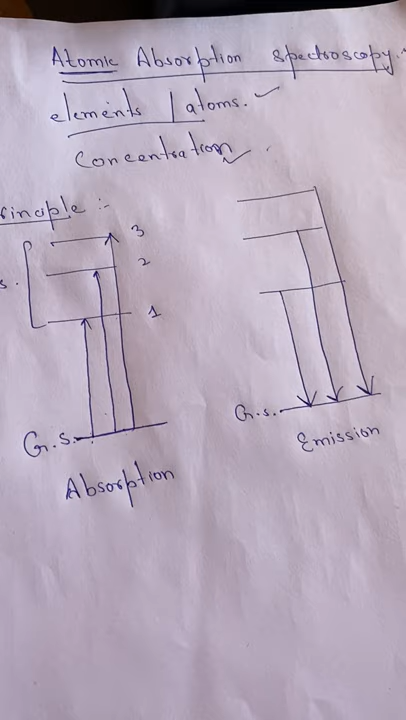 Atomic Absorption spectroscopy.
elements / atoms.
Concentration
rinciple :-
3
2
s.
1
G.s.
G.s.
Emission
Absorption